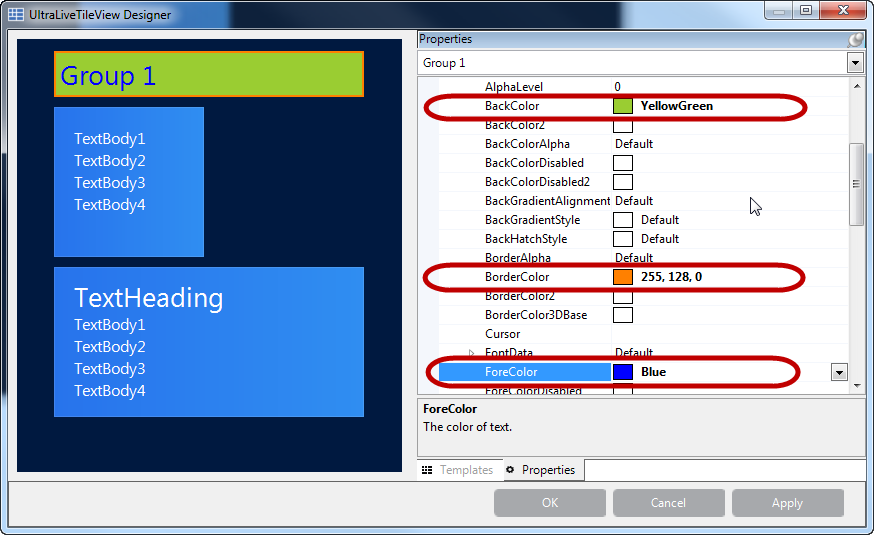 UltraLiveTileView Designer
Group 1
TextBody1
TextBody2
TextBody3
TextBody4
TextHeading
TextBody1
TextBody2
TextBody3
TextBody4
Properties
Group 1
AlphaLevel 0
BackColor YellowGreen
BackColor2
BackColorAlpha Default
BackColorDisabled
BackColorDisabled2
BackGradientAlignment Default
BackGradientStyle Default
BackHatchStyle Default
BorderAlpha Default
BorderColor 255, 128, 0
BorderColor2
BorderColor3DBase
Cursor
FontData Default
ForeColor Blue
ForeColorDisabled
ForeColor
The color of text.
Templates Properties
OK Cancel Apply